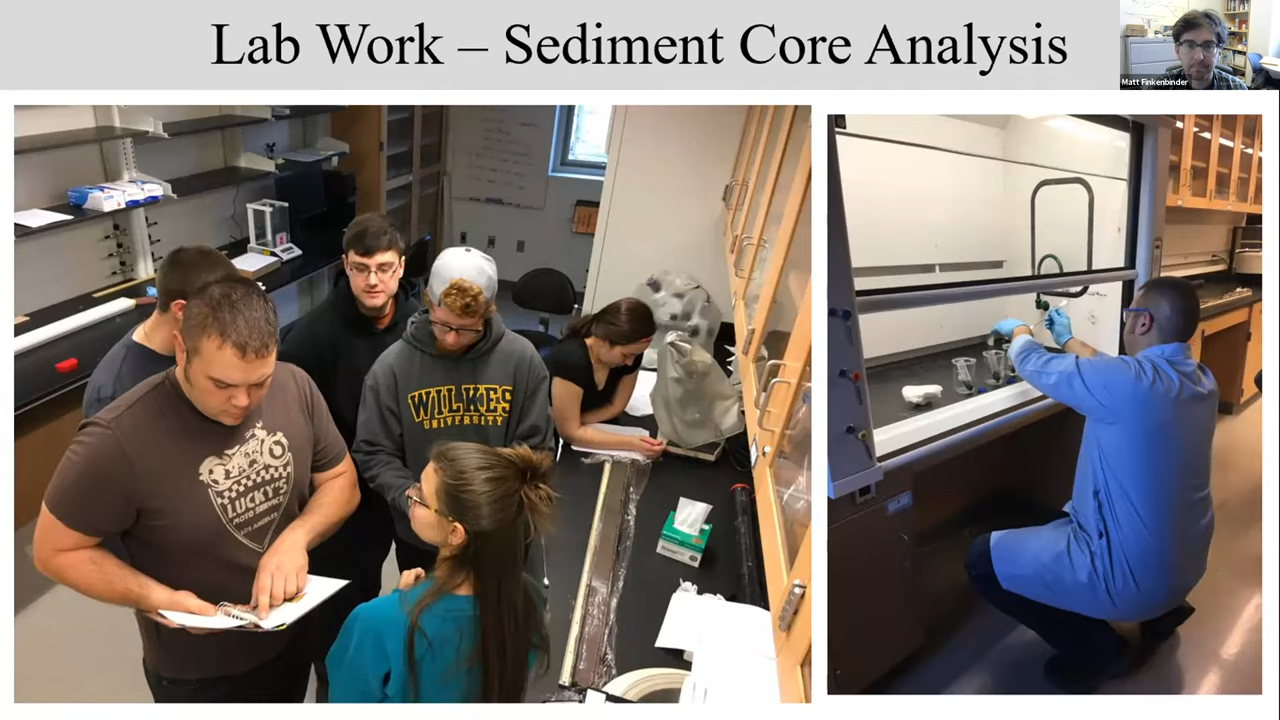 Lab Work – Sediment Core Analysis
Matt Finkenbinder
WILKES
UNIVERSITY
LUCKY'S
MOTO SERVICE
LOS ANGELES